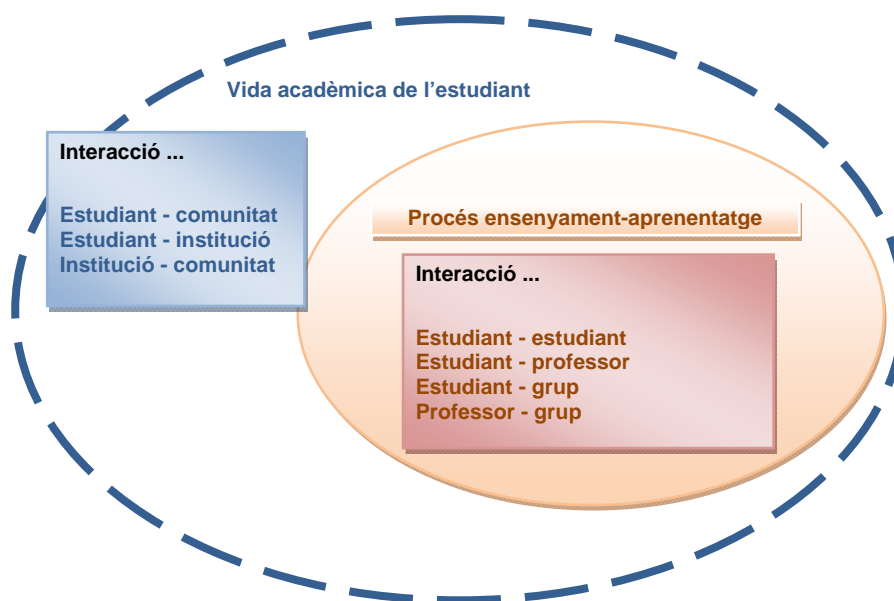 Vida acadèmica de l’estudiant
Interacció ...
Estudiant - comunitat
Estudiant - institució
Institució - comunitat
Procés ensenyament-aprenentatge
Interacció ...
Estudiant - estudiant
Estudiant - professor
Estudiant - grup
Professor - grup